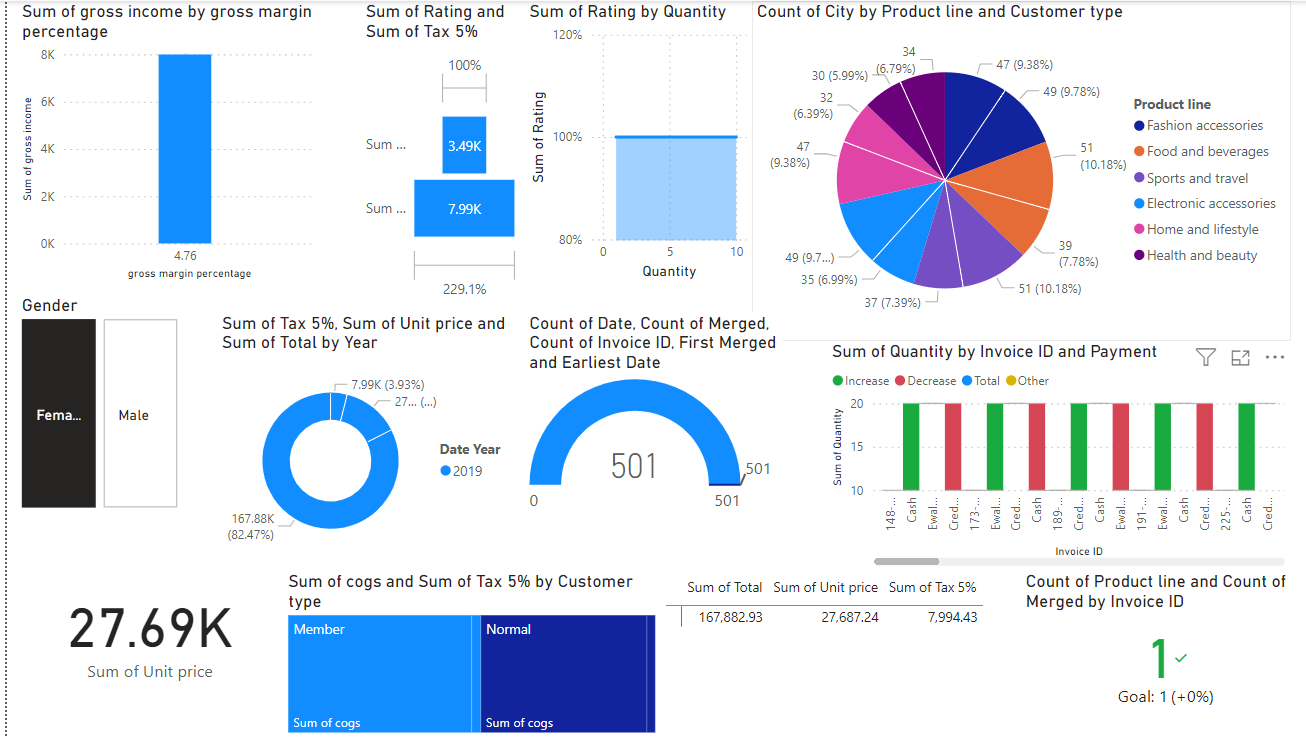 Sum of gross income by gross margin
percentage
8K
6K
4K
2K
0K
Sum of gross income
4.76
gross margin percentage
Sum of Rating and
Sum of Tax 5%
100%
Sum ...
3.49K
Sum ...
7.99K
229.1%
Sum of Rating by Quantity
120%
100%
80%
Sum of Rating
0
5
10
Quantity
Count of City by Product line and Customer type
47 (9.38%)
49 (9.78%)
51
(10.18%)
39
(7.78%)
51 (10.18%)
37 (7.39%)
35 (6.99%)
49 (9.7...)
47
(9.38%)
32
(6.39%)
30 (5.99%)
34
(6.79%)
Product line
Fashion accessories
Food and beverages
Sports and travel
Electronic accessories
Home and lifestyle
Health and beauty
Gender
Fema...
Male
Sum of Tax 5%, Sum of Unit price and
Sum of Total by Year
7.99K (3.93%)
27... (...)
167.88K
(82.47%)
Date Year
2019
Count of Date, Count of Merged,
Count of Invoice ID, First Merged
and Earliest Date
501
0
501
501
Sum of Quantity by Invoice ID and Payment
Increase
Decrease
Total
Other
20
15
10
Sum of Quantity
148-...
Cash
Ewal...
Cred...
173-...
Ewal...
Cred...
Cash
189-...
Cred...
Cash
Ewal...
191-...
Ewal...
Cash
Cred...
225-...
Cash
Cred...
Invoice ID
27.69K
Sum of Unit price
Sum of cogs and Sum of Tax 5% by Customer
type
Member
Normal
Sum of cogs
Sum of cogs
Sum of Total Sum of Unit price Sum of Tax 5%
167,882.93 27,687.24 7,994.43
Count of Product line and Count of
Merged by Invoice ID
1
Goal: 1 (+0%)